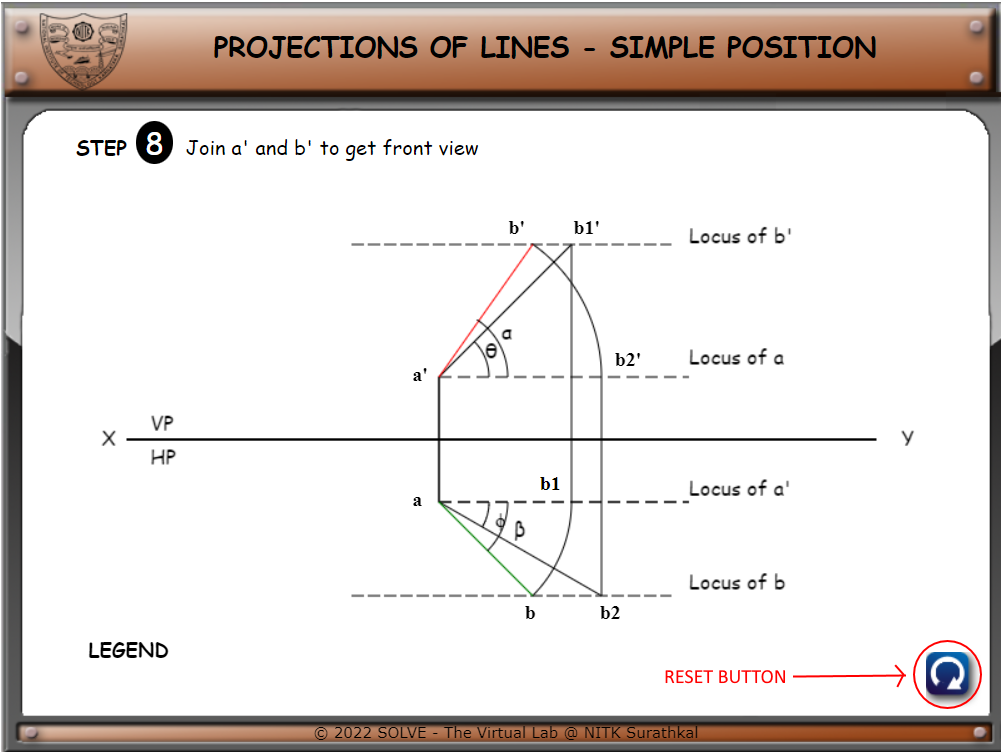 PROJECTIONS OF LINES - SIMPLE POSITION
STEP 8 Join a' and b' to get front view
b' b1' Locus of b'
α
θ
b2' Locus of a
a'
VP
X Y
HP
b1 Locus of a'
a
ϕ β
Locus of b
b b2
LEGEND
RESET BUTTON
© 2022 SOLVE - The Virtual Lab @ NITK Surathkal